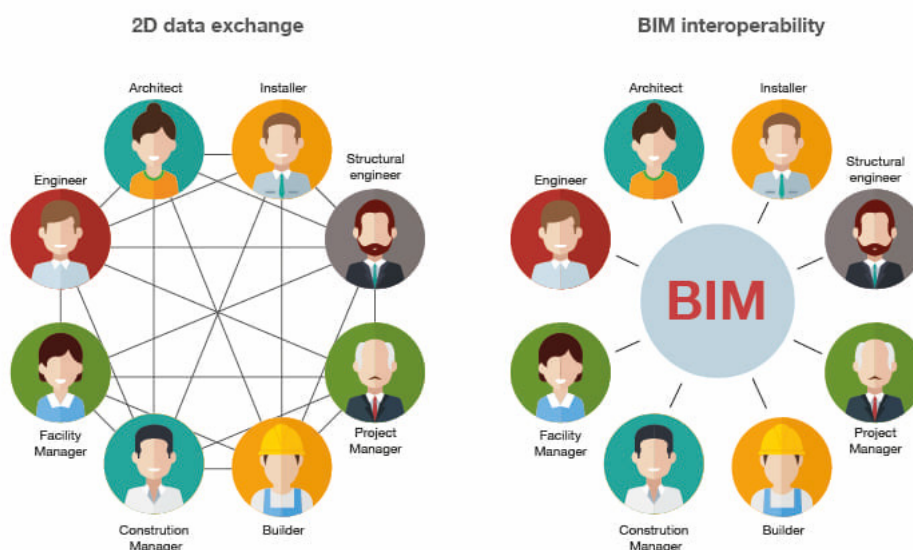 2D data exchange
Architect
Installer
Engineer
Structural
engineer
Facility
Manager
Project
Manager
Constrution
Manager
Builder
BIM interoperability
Architect
Installer
Engineer
Structural
engineer
BIM
Facility
Manager
Project
Manager
Constrution
Manager
Builder